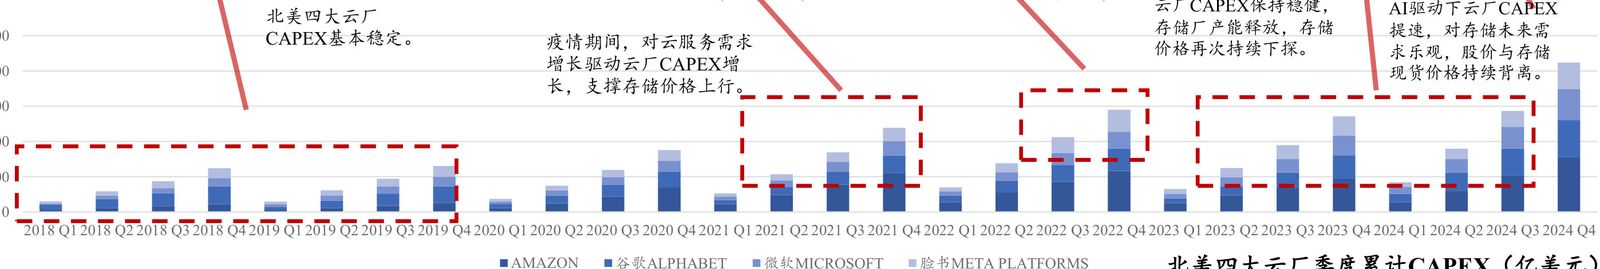 北美四大云厂
CAPEX基本稳定。
疫情期间，对云服务需求
增长驱动云厂CAPEX增
长，支撑存储价格上行。
云厂CAPEX保持稳健，
存储厂产能释放，存储
价格再次持续下探。
AI驱动下云厂CAPEX
提速，对存储未来需
求乐观，股价与存储
现货价格持续背离。
2018 Q1 2018 Q2 2018 Q3 2018 Q4 2019 Q1 2019 Q2 2019 Q3 2019 Q4 2020 Q1 2020 Q2 2020 Q3 2020 Q4 2021 Q1 2021 Q2 2021 Q3 2021 Q4 2022 Q1 2022 Q2 2022 Q3 2022 Q4 2023 Q1 2023 Q2 2023 Q3 2023 Q4 2024 Q1 2024 Q2 2024 Q3 2024 Q4
AMAZON 谷歌ALPHABET 微软MICROSOFT 脸书META PLATFORMS
北美四大云厂季度累计CAPEX（亿美元）